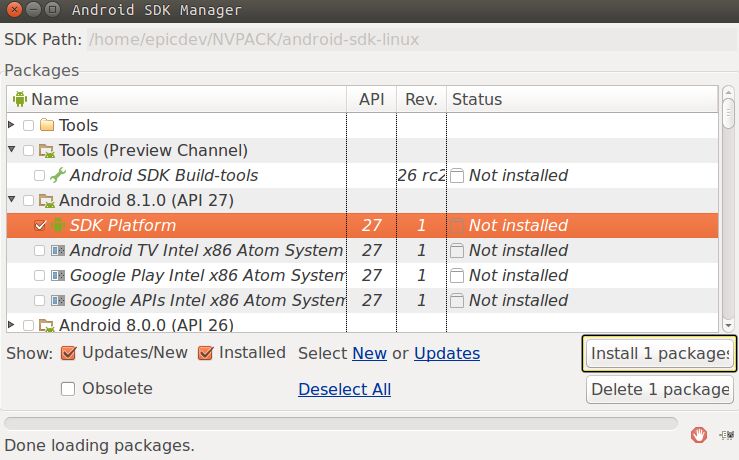 Android SDK Manager
SDK Path: /home/epicdev/NVPACK/android-sdk-linux
Packages
Name API Rev. Status
Tools
Tools (Preview Channel)
Android SDK Build-tools 26 rc2 Not installed
Android 8.1.0 (API 27)
SDK Platform 27 1 Not installed
Android TV Intel x86 Atom System 27 1 Not installed
Google Play Intel x86 Atom System 27 1 Not installed
Google APIs Intel x86 Atom System 27 1 Not installed
Android 8.0.0 (API 26)
Show: Updates/New Installed Select New or Updates Install 1 packages
Obsolete Deselect All Delete 1 package
Done loading packages.